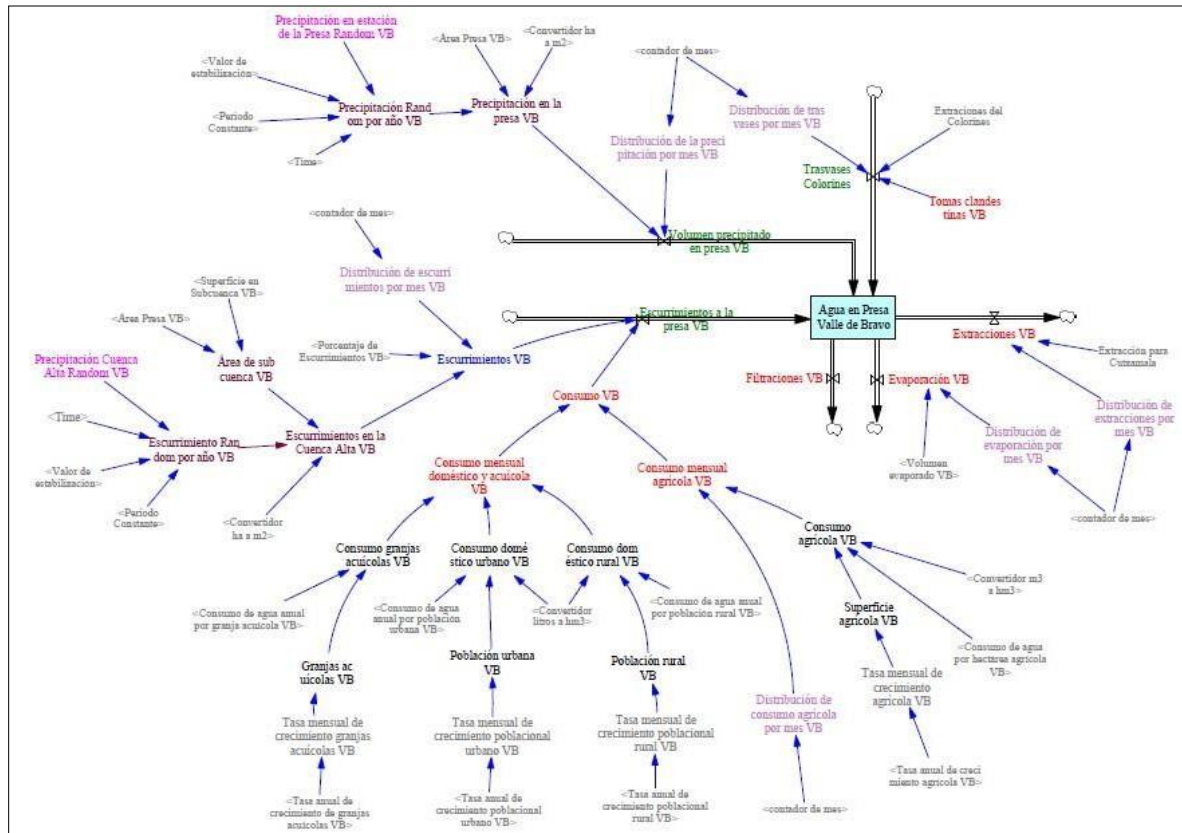 Precipitación en estación
de la Presa Random VB
<Área Presa VB>
<Convertidor ha
a m2>
<contador de mes>
<Valor de
estabilización>
<Periodo
Constante>
Precipitación Rand
om por año VB
Precipitación en la
presa VB
<Time>
Distribución de tras
vases por mes VB
Extraciones del
Colorines
Distribución de la preci
pitación por mes VB
Trasvases
Colorines
Tomas clandes
tinas VB
<contador de mes>
Volumen precipitado
en presa VB
Distribución de escurri
mientos por mes VB
<Superficie en
Subcuenca VB>
<Área Presa VB>
Escurrimientos a la
presa VB
Agua en Presa
Valle de Bravo
Extracciones VB
Extracción para
Cutzamala
<Porcentaje de
Escurrimientos VB>
Escurrimientos VB
Precipitación Cuenca
Alta Random VB
Área de sub
cuenca VB
Filtraciones VB
Evaporación VB
Consumo VB
<Time>
Escurrimiento Ran
dom por año VB
Escurrimientos en la
Cuenca Alta VB
<Valor de
estabilización>
<Periodo
Constante>
<Convertidor
ha a m2>
Distribución de
extracciones por
mes VB
Distribución de
evaporación por
mes VB
<Volumen
evaporado VB>
<contador de mes>
Consumo mensual
doméstico y acuícola
VB
Consumo mensual
agrícola VB
Consumo granjas
acuícolas VB
Consumo domé
stico urbano VB
Consumo dom
éstico rural VB
Consumo
agrícola VB
<Convertidor m3
a hm3>
<Consumo de agua anual
por granja acuícola VB>
<Consumo de agua
anual por población
urbana VB>
<Convertidor
litros a hm3>
<Consumo de agua anual
por población rural VB>
Superficie
agrícola VB
<Consumo de agua
por hectárea agrícola
VB>
Granjas ac
uícolas VB
Población urbana
VB
Población rural
VB
Tasa mensual de
crecimiento
agrícola VB
Distribución de
consumo agrícola
por mes VB
Tasa mensual de
crecimiento granjas
acuícolas VB
Tasa mensual de
crecimiento poblacional
urbano VB
Tasa mensual de
crecimiento poblacional
rural VB
<Tasa anual de creci
miento agrícola VB>
<Tasa anual de
crecimiento de granjas
acuícolas VB>
<Tasa anual de
crecimiento poblacional
urbano VB>
<Tasa anual de
crecimiento poblacional
rural VB>
<contador de mes>